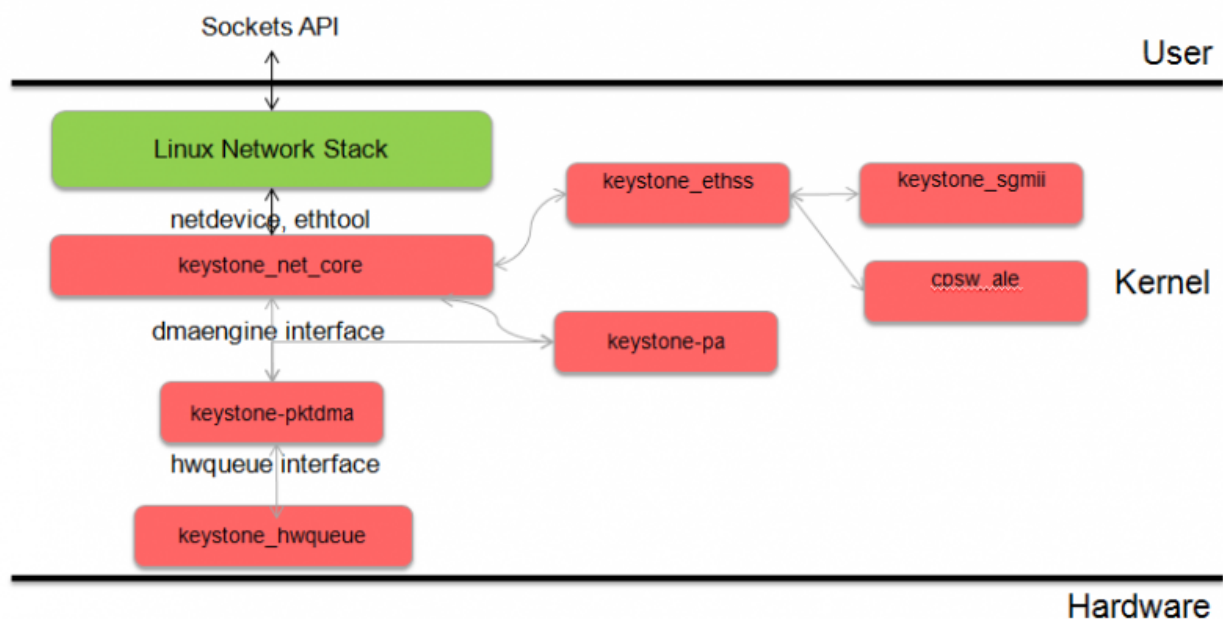 Sockets API
User
Linux Network Stack
keystone_ethss
keystone_sgmii
netdevice, ethtool
keystone_net_core
cpsw_ale
Kernel
dmaengine interface
keystone-pa
keystone-pktdma
hwqueue interface
keystone_hwqueue
Hardware